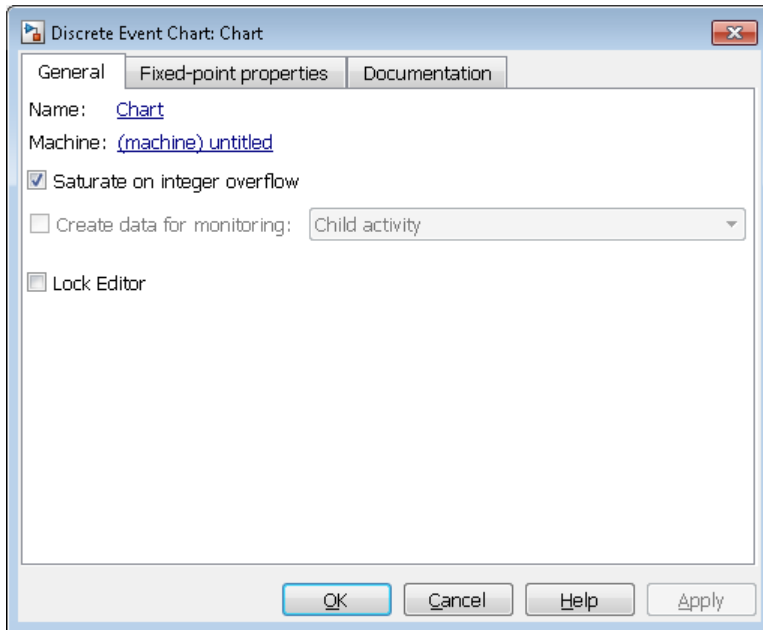 Discrete Event Chart: Chart
General Fixed-point properties Documentation
Name: Chart
Machine: (machine) untitled
Saturate on integer overflow
Create data for monitoring: Child activity
Lock Editor
OK Cancel Help Apply